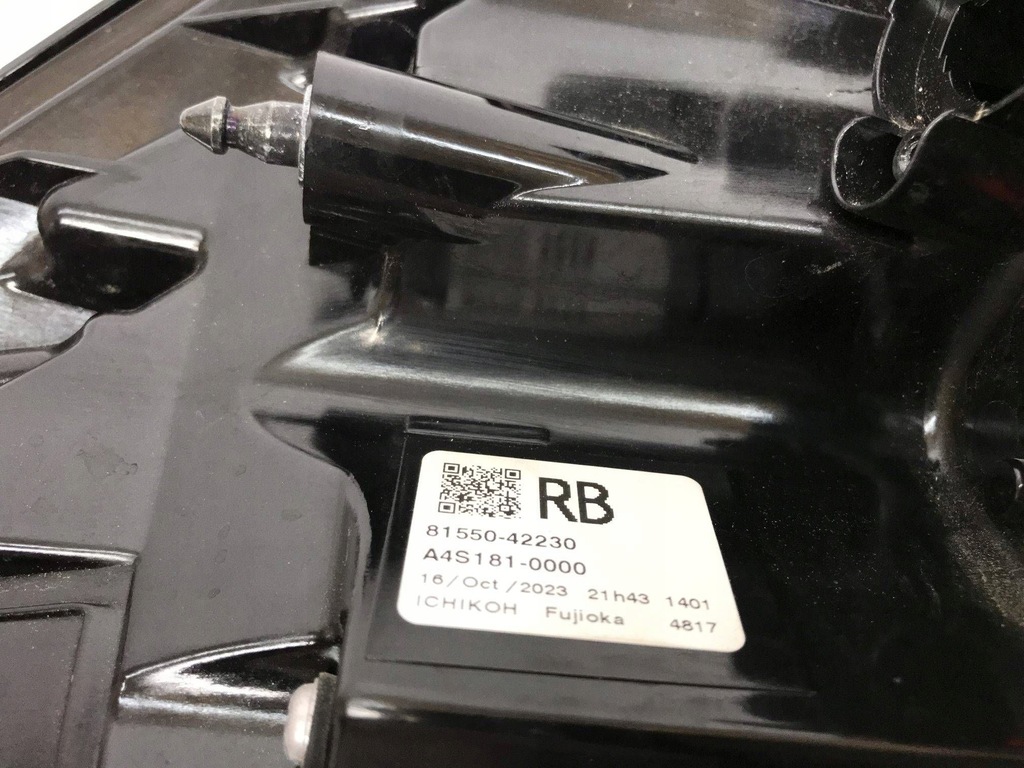 RB
81550-42230
A4S181-0000
16/Oct/2023 21h43 1401
ICHIKOH Fujioka 4817